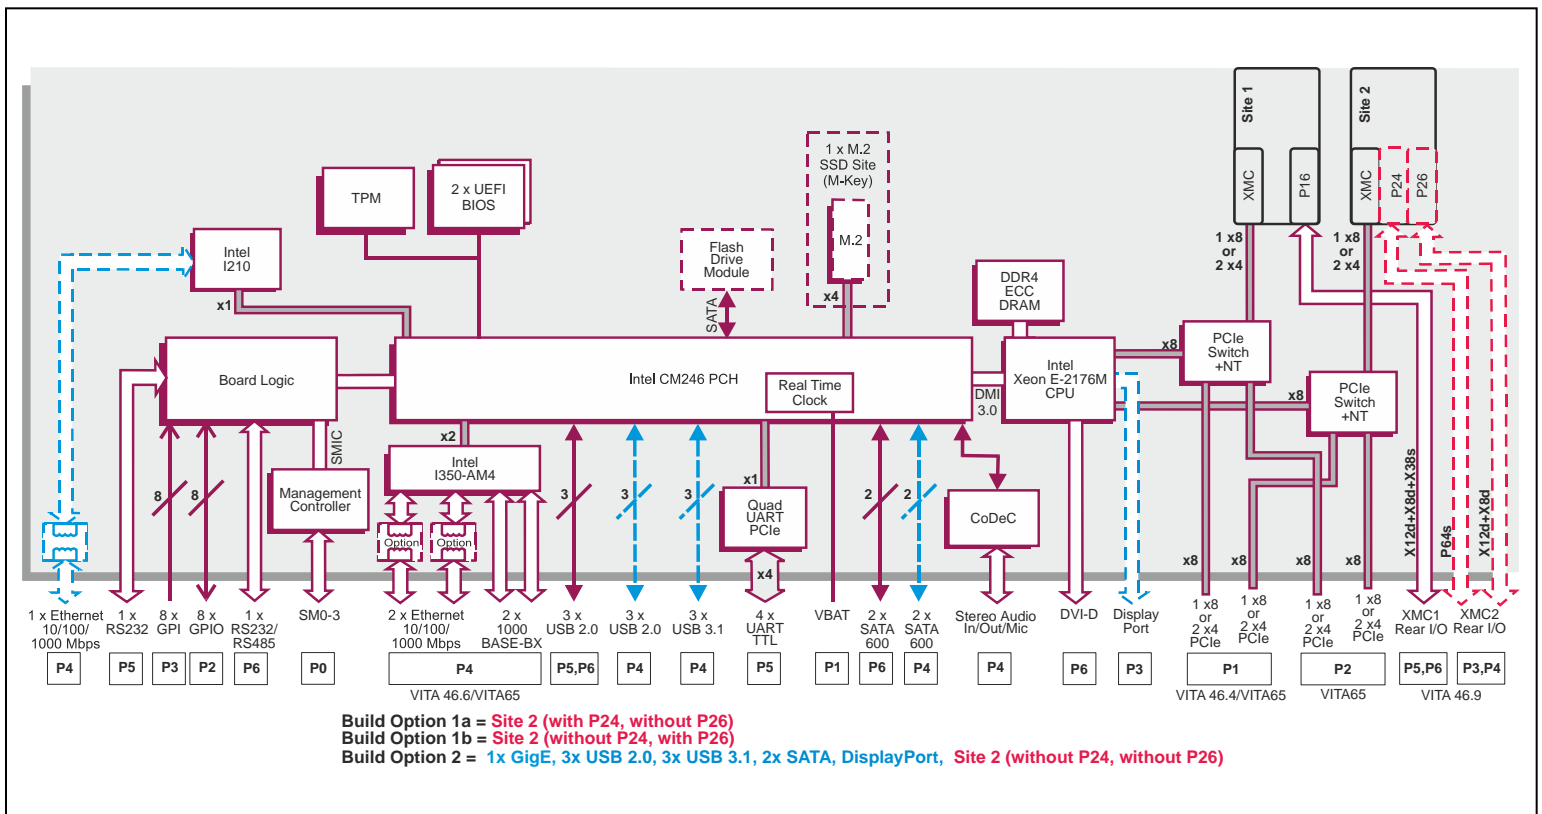 Site 1
Site 2
XMC
P16
XMC
P24
P26
1 x M.2
SSD Site
(M-Key)
M.2
x4
TPM
2 x UEFI
BIOS
Intel
I210
x1
Flash
Drive
Module
SATA
DDR4
ECC
DRAM
1 x8
or
2 x4
1 x8
or
2 x4
Board Logic
Intel CM246 PCH
Real Time
Clock
DMI
3.0
Intel
Xeon E-2176M
CPU
x8
PCIe
Switch
+NT
x8
PCIe
Switch
+NT
SMIC
x2
Intel
I350-AM4
Management
Controller
8
8
Option
Option
3
3
3
x1
Quad
UART
PCIe
x4
2
2
CoDeC
X12d+X8d+X38s
P64s
X12d+X8d
x8
x8
x8
x8
1 x Ethernet
10/100/
1000 Mbps
P4
1 x
RS232
P5
8 x
GPI
P3
8 x
GPIO
P2
1 x
RS232/
RS485
P6
SM0-3
P0
2 x Ethernet
10/100/
1000 Mbps
2 x
1000
BASE-BX
P4
VITA 46.6/VITA65
3 x
USB 2.0
P5,P6
3 x
USB 2.0
P4
3 x
USB 3.1
P4
4 x
UART
TTL
P5
VBAT
P1
2 x
SATA
600
P6
2 x
SATA
600
P4
Stereo Audio
In/Out/Mic
P4
DVI-D
P6
Display
Port
P3
1 x8
or
2 x4
PCIe
1 x8
or
2 x4
PCIe
P1
VITA 46.4/VITA65
1 x8
or
2 x4
PCIe
1 x8
or
2 x4
PCIe
P2
VITA65
XMC1
Rear I/O
P5,P6
XMC2
Rear I/O
P3,P4
VITA 46.9
Build Option 1a = Site 2 (with P24, without P26)
Build Option 1b = Site 2 (without P24, with P26)
Build Option 2 = 1x GigE, 3x USB 2.0, 3x USB 3.1, 2x SATA, DisplayPort, Site 2 (without P24, without P26)